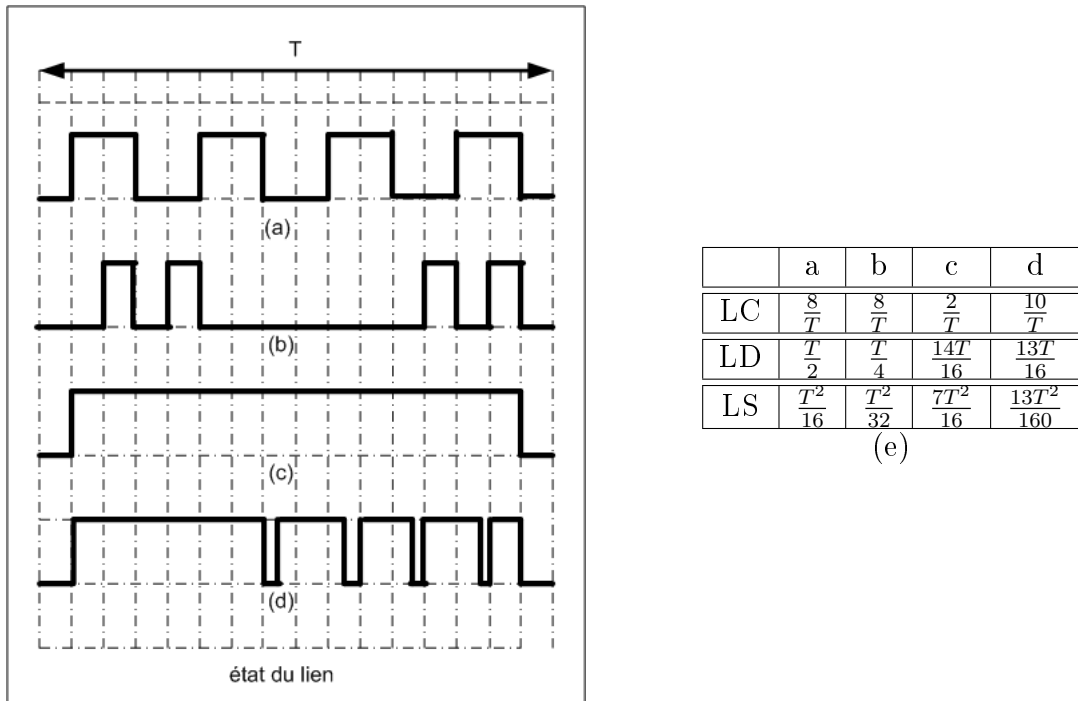 T
(a)
(b)
(c)
(d)
état du lien
a b c d
LC 8/T 8/T 2/T 10/T
LD T/2 T/4 14T/16 13T/16
LS T²/16 T²/32 7T²/16 13T²/160
(e)